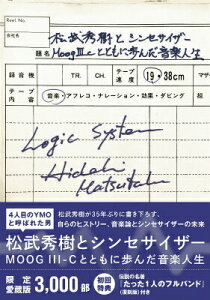 Reel No.
松武秀樹とシンセサイザー
題名 MoogⅢ-Cとともに歩んだ音楽人生
録音機 TR. CH. テープ速度 19・38cm
テープ内容 音楽・アフレコ・ナレーション・効果・ダビング
Logic System
Hideki Matsutake
4人目のYMOと呼ばれた男
松武秀樹が35年ぶりに書き下ろす、
自らのヒストリー、音楽論とシンセサイザーの未来
松武秀樹とシンセサイザー
MOOG III-Cとともに歩んだ音楽人生
限定愛蔵版 3,000部
初回特典
伝説の名著
「たった1人のフルバンド」
(復刻版)付き